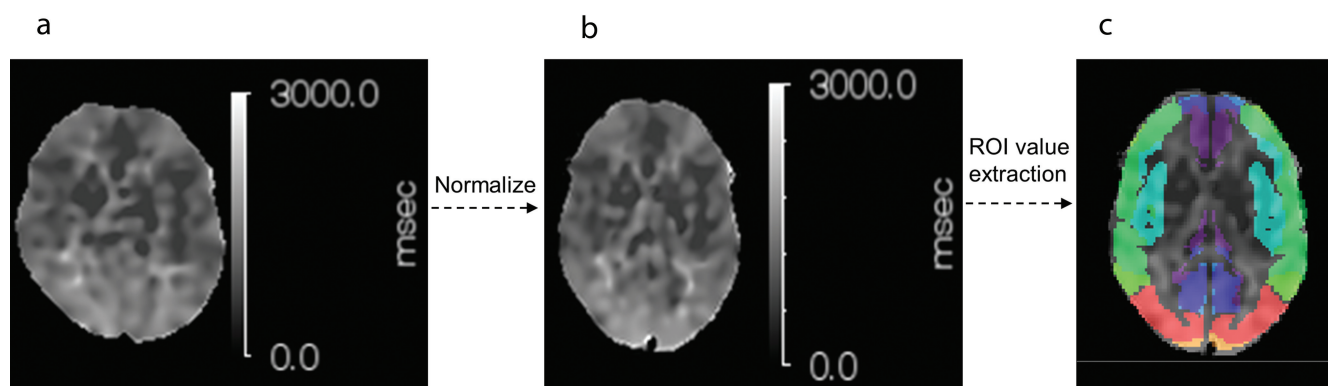 a
b
c
3000.0
msec
0.0
Normalize
3000.0
msec
0.0
ROI value
extraction